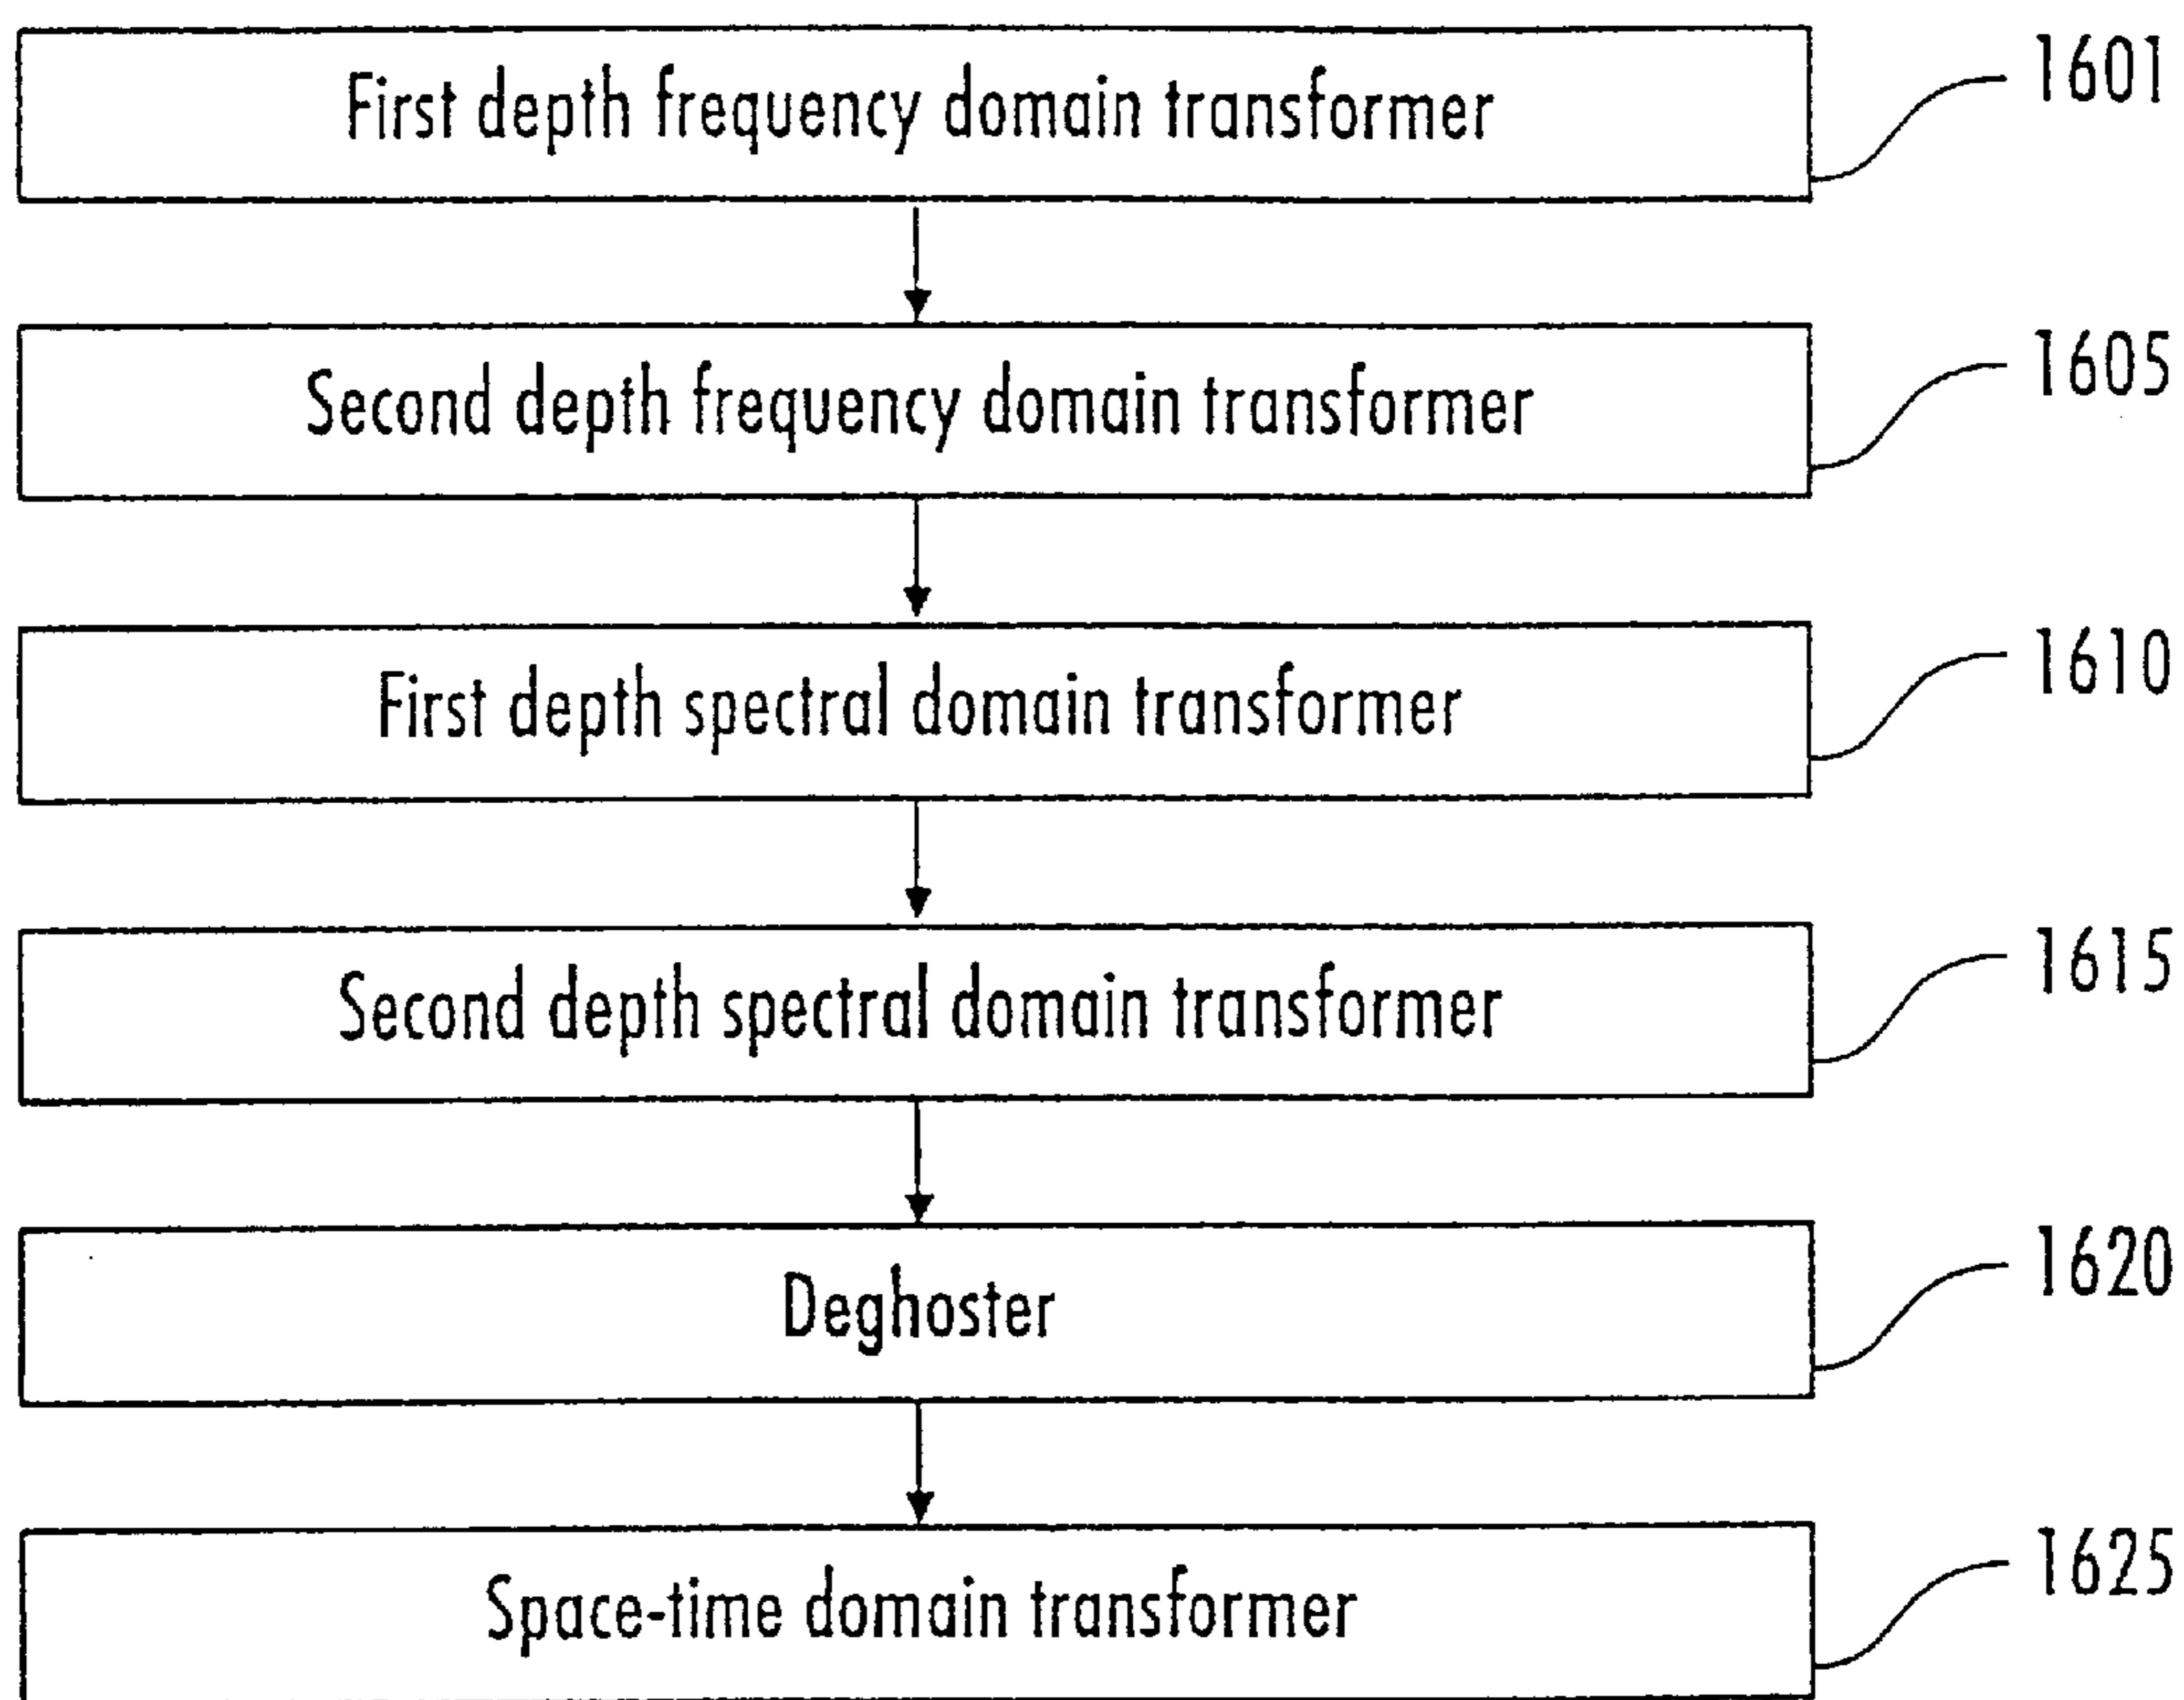 First depth frequency domain transformer
1601
Second depth frequency domain transformer
1605
First depth spectral domain transformer
1610
Second depth spectral domain transformer
1615
Deghoster
1620
Space-time domain transformer
1625